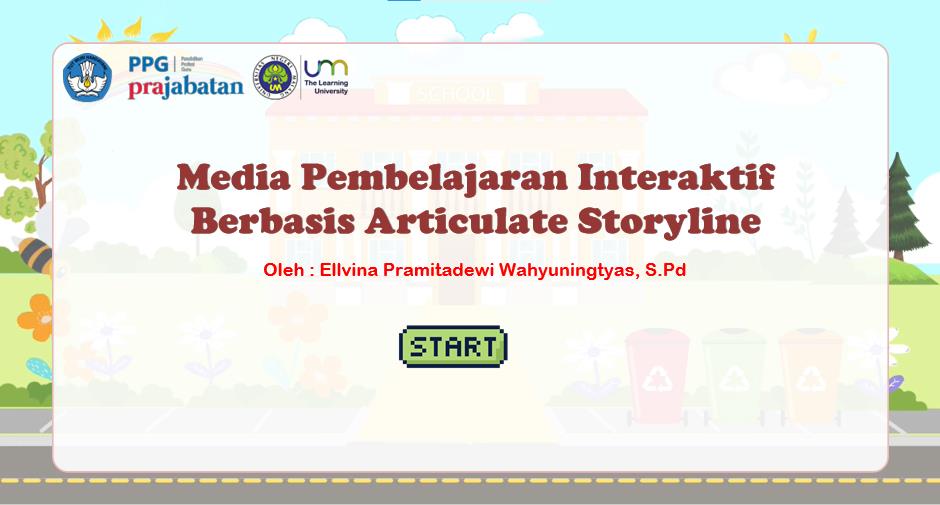 PPG
Pendidikan
Profesi
Guru
prajabatan
UNIVERSITAS NEGERI MALANG
UM
um
The Learning
University
SCHOOL
Media Pembelajaran Interaktif
Berbasis Articulate Storyline
Oleh : Ellvina Pramitadewi Wahyuningtyas, S.Pd
START